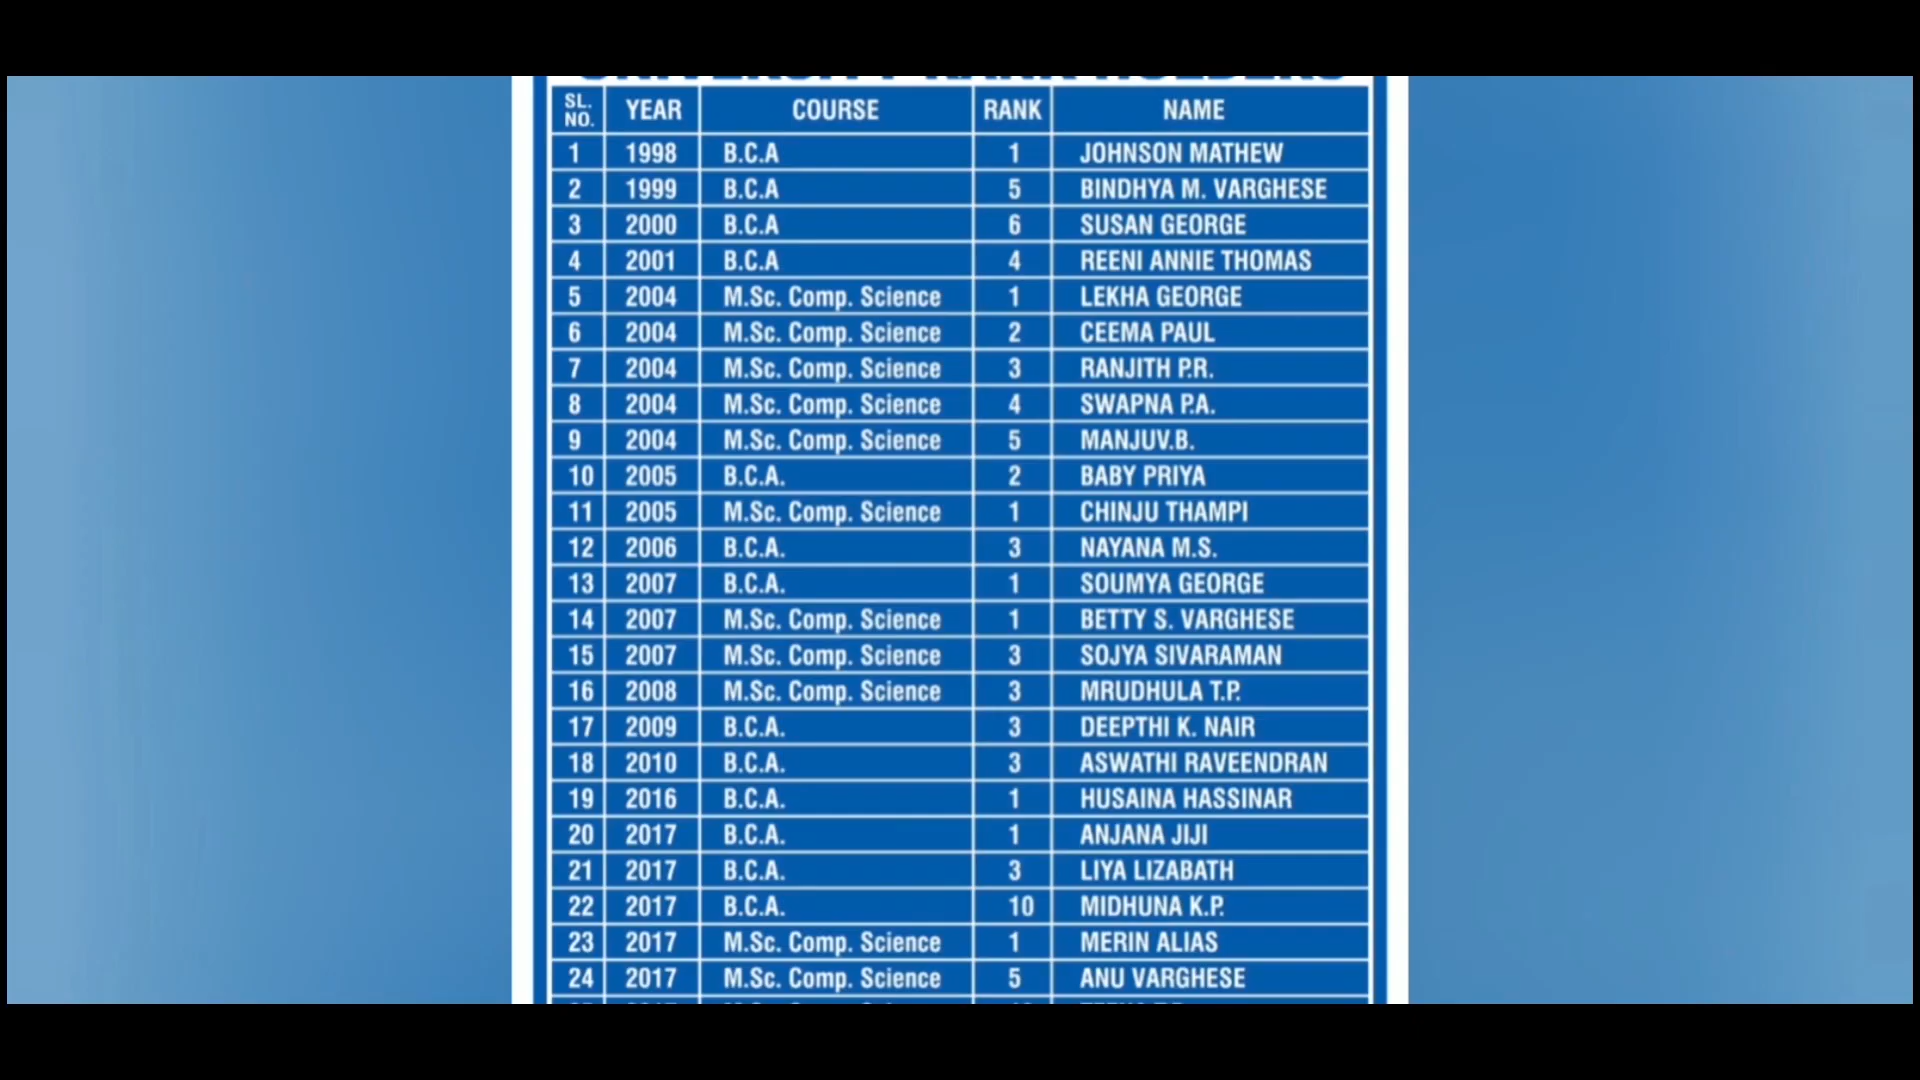 UNIVERSITY RANK HOLDERS
SL. NO. YEAR COURSE RANK NAME
1 1998 B.C.A 1 JOHNSON MATHEW
2 1999 B.C.A 5 BINDHYA M. VARGHESE
3 2000 B.C.A 6 SUSAN GEORGE
4 2001 B.C.A 4 REENI ANNIE THOMAS
5 2004 M.Sc. Comp. Science 1 LEKHA GEORGE
6 2004 M.Sc. Comp. Science 2 CEEMA PAUL
7 2004 M.Sc. Comp. Science 3 RANJITH P.R.
8 2004 M.Sc. Comp. Science 4 SWAPNA P.A.
9 2004 M.Sc. Comp. Science 5 MANJUV.B.
10 2005 B.C.A. 2 BABY PRIYA
11 2005 M.Sc. Comp. Science 1 CHINJU THAMPI
12 2006 B.C.A. 3 NAYANA M.S.
13 2007 B.C.A. 1 SOUMYA GEORGE
14 2007 M.Sc. Comp. Science 1 BETTY S. VARGHESE
15 2007 M.Sc. Comp. Science 3 SOJYA SIVARAMAN
16 2008 M.Sc. Comp. Science 3 MRUDHULA T.P.
17 2009 B.C.A. 3 DEEPTHI K. NAIR
18 2010 B.C.A. 3 ASWATHI RAVEENDRAN
19 2016 B.C.A. 1 HUSAINA HASSINAR
20 2017 B.C.A. 1 ANJANA JIJI
21 2017 B.C.A. 3 LIYA LIZABATH
22 2017 B.C.A. 10 MIDHUNA K.P.
23 2017 M.Sc. Comp. Science 1 MERIN ALIAS
24 2017 M.Sc. Comp. Science 5 ANU VARGHESE